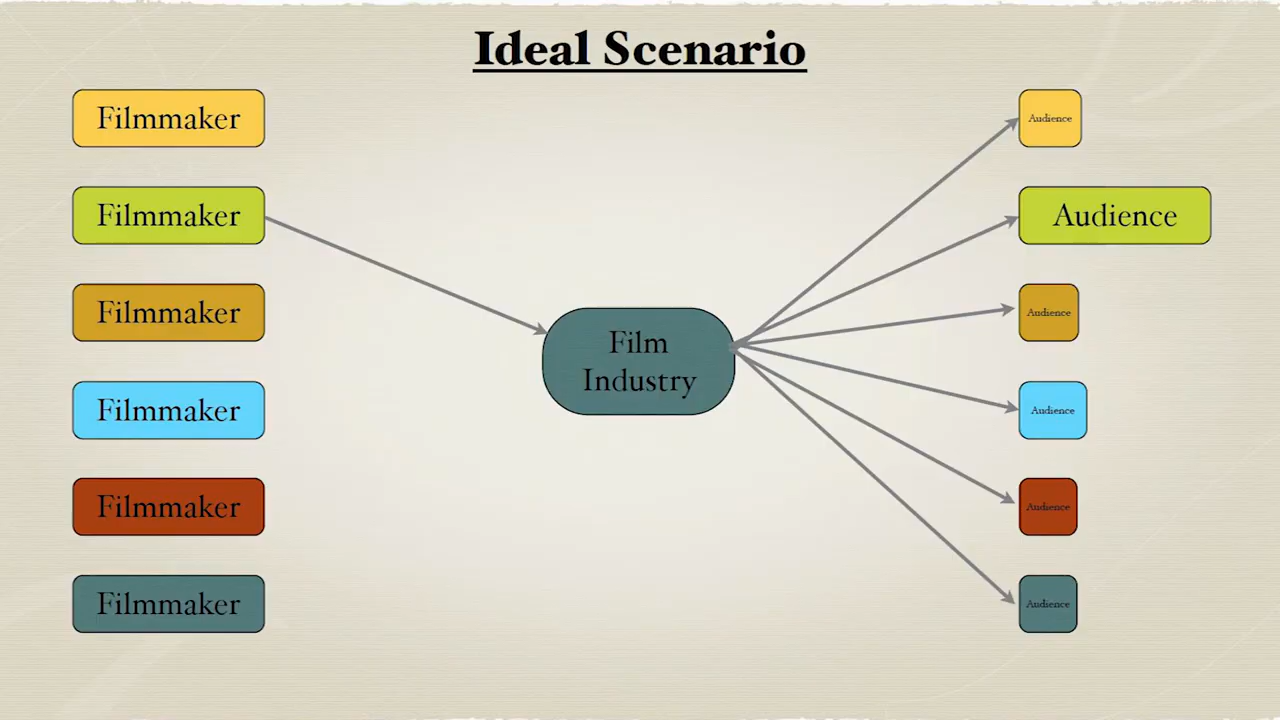 Ideal Scenario
Filmmaker
Audience
Filmmaker
Audience
Filmmaker
Audience
Film
Industry
Filmmaker
Audience
Filmmaker
Audience
Filmmaker
Audience